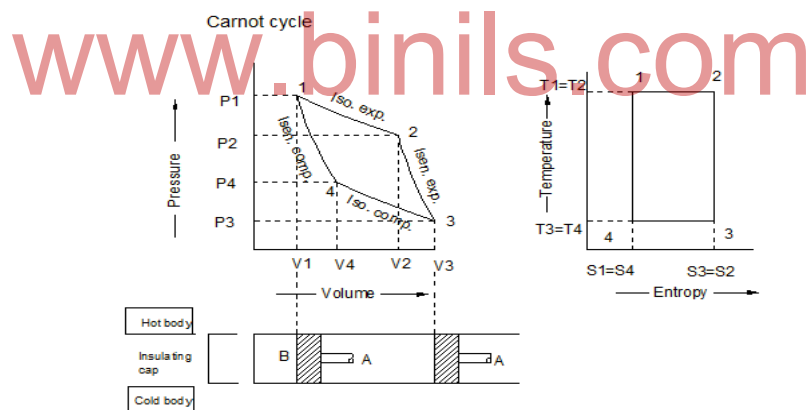 Carnot cycle
www.binils.com
P1
P2
P4
P3
Pressure
1
2
3
4
Iso. exp.
Isen. exp.
Isen. comp
Iso. comp.
V1
V4
V2
V3
Volume
T1=T2
T3=T4
Temperature
1
2
3
4
S1=S4
S3=S2
Entropy
Hot body
Insulating
cap
Cold body
B
A
A